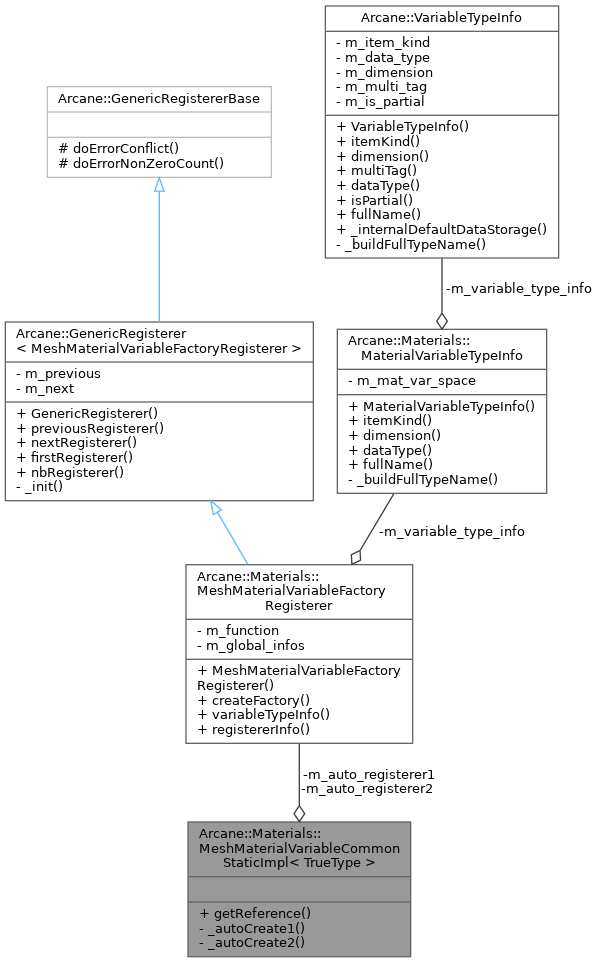 Arcane::VariableTypeInfo
- m_item_kind
- m_data_type
- m_dimension
- m_multi_tag
- m_is_partial
+ VariableTypeInfo()
+ itemKind()
+ dimension()
+ multiTag()
+ dataType()
+ isPartial()
+ fullName()
+ _internalDefaultDataStorage()
- _buildFullTypeName()
Arcane::GenericRegistererBase
# doErrorConflict()
# doErrorNonZeroCount()
-m_variable_type_info
Arcane::GenericRegisterer
< MeshMaterialVariableFactoryRegisterer >
- m_previous
- m_next
+ GenericRegisterer()
+ previousRegisterer()
+ nextRegisterer()
+ firstRegisterer()
+ nbRegisterer()
- _init()
Arcane::Materials::
MaterialVariableTypeInfo
- m_mat_var_space
+ MaterialVariableTypeInfo()
+ itemKind()
+ dimension()
+ dataType()
+ fullName()
- _buildFullTypeName()
-m_variable_type_info
Arcane::Materials::
MeshMaterialVariableFactory
Registerer
- m_function
- m_global_infos
+ MeshMaterialVariableFactory
Registerer()
+ createFactory()
+ variableTypeInfo()
+ registererInfo()
-m_auto_registerer1
-m_auto_registerer2
Arcane::Materials::
MeshMaterialVariableCommon
StaticImpl< TrueType >
+ getReference()
- _autoCreate1()
- _autoCreate2()